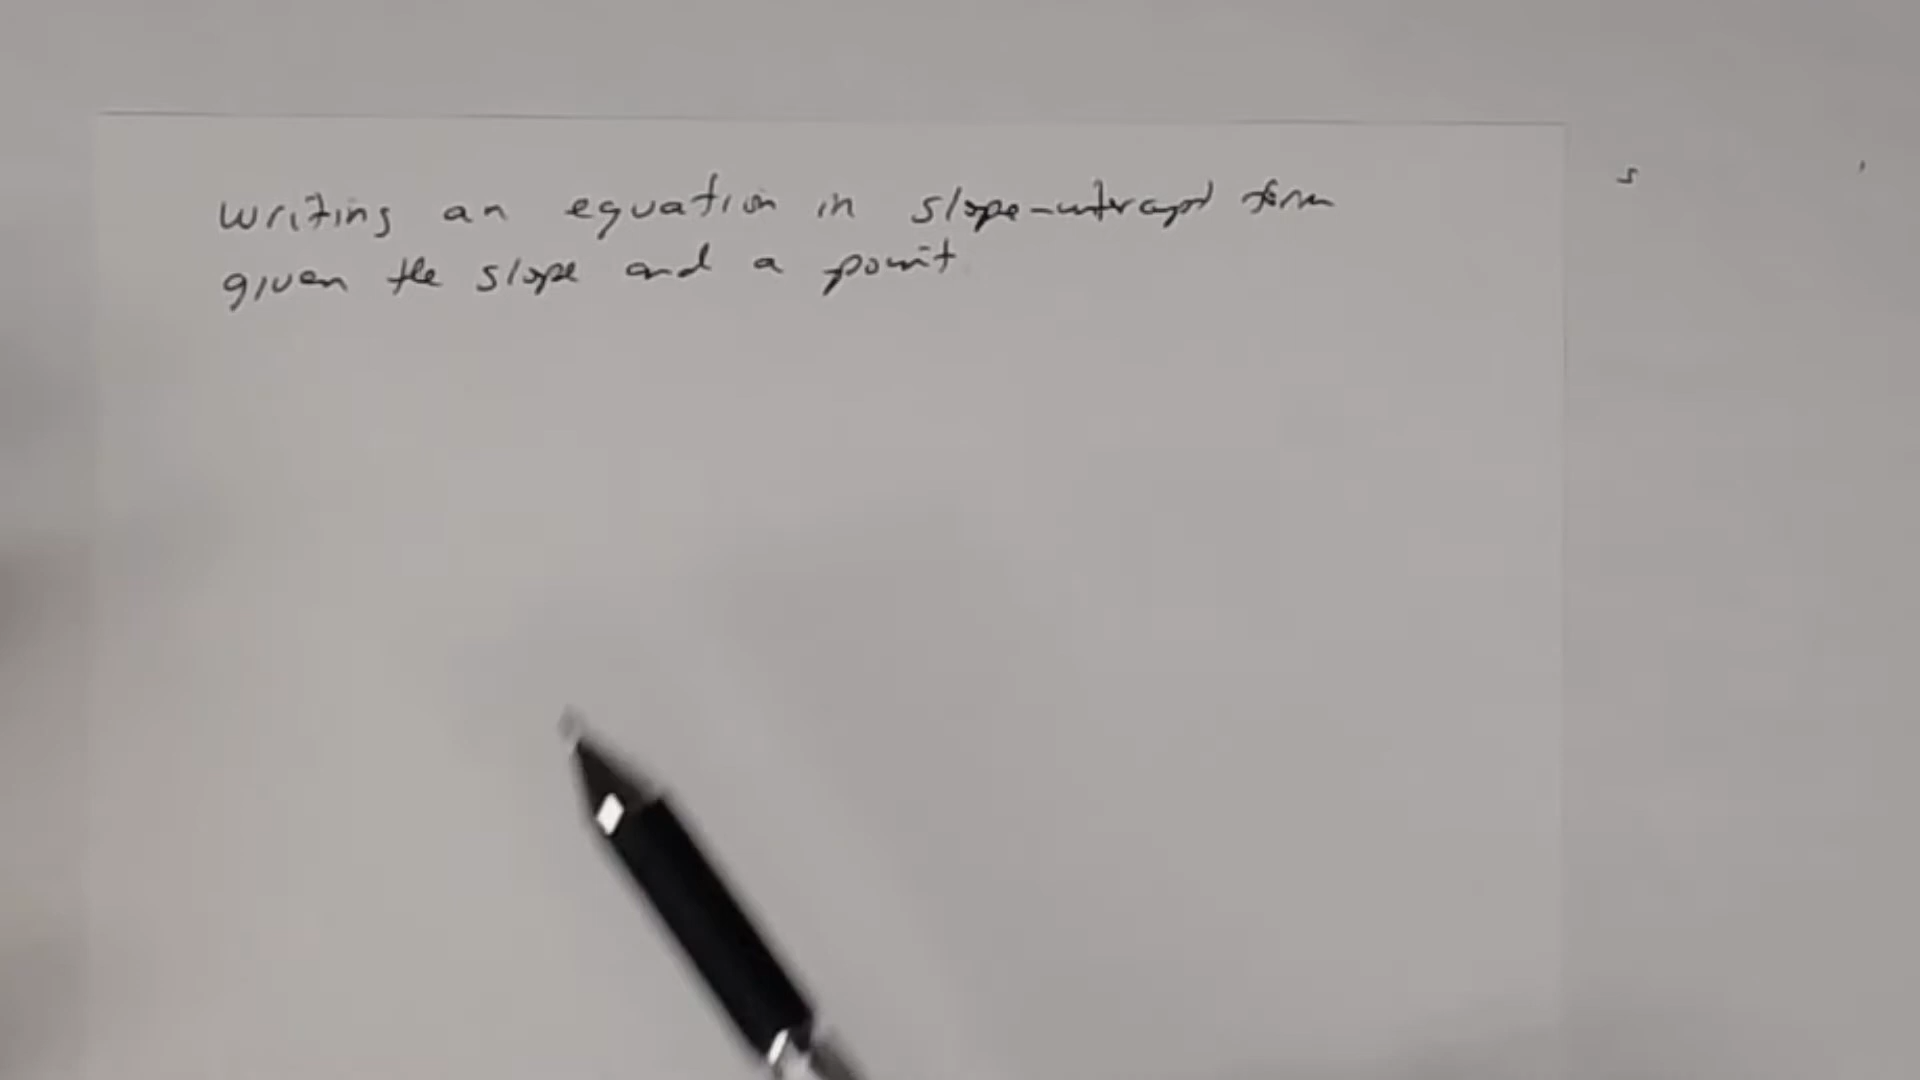 writing an equation in slope-intercept form
given the slope and a point
s